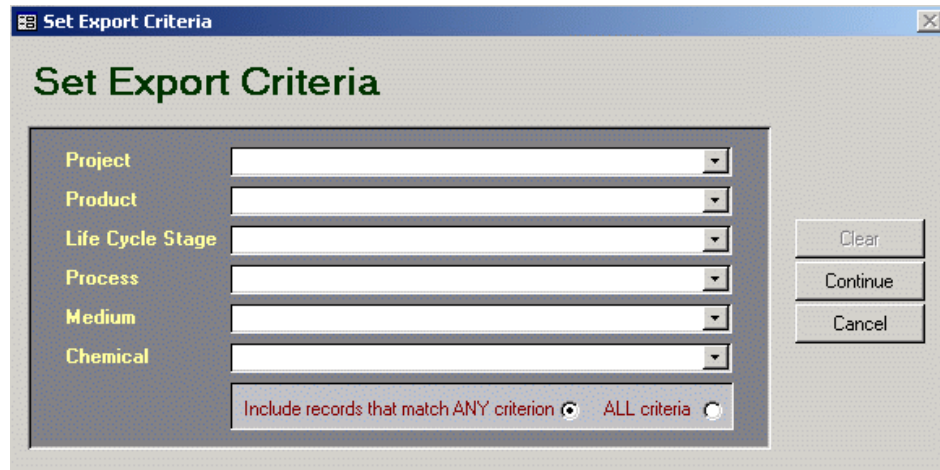 Set Export Criteria
Set Export Criteria
Project
Product
Life Cycle Stage
Process
Medium
Chemical
Include records that match ANY criterion ALL criteria
Clear
Continue
Cancel